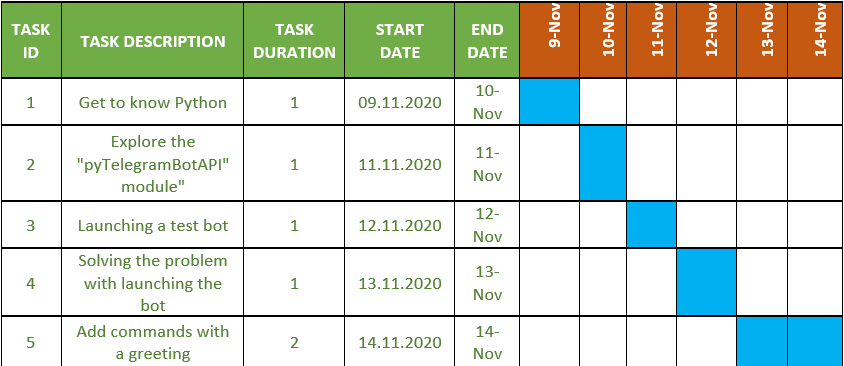 TASK ID TASK DESCRIPTION TASK DURATION START DATE END DATE 9-Nov 10-Nov 11-Nov 12-Nov 13-Nov 14-Nov
1 Get to know Python 1 09.11.2020 10-Nov
2 Explore the "pyTelegramBotAPI" module" 1 11.11.2020 11-Nov
3 Launching a test bot 1 12.11.2020 12-Nov
4 Solving the problem with launching the bot 1 13.11.2020 13-Nov
5 Add commands with a greeting 2 14.11.2020 14-Nov